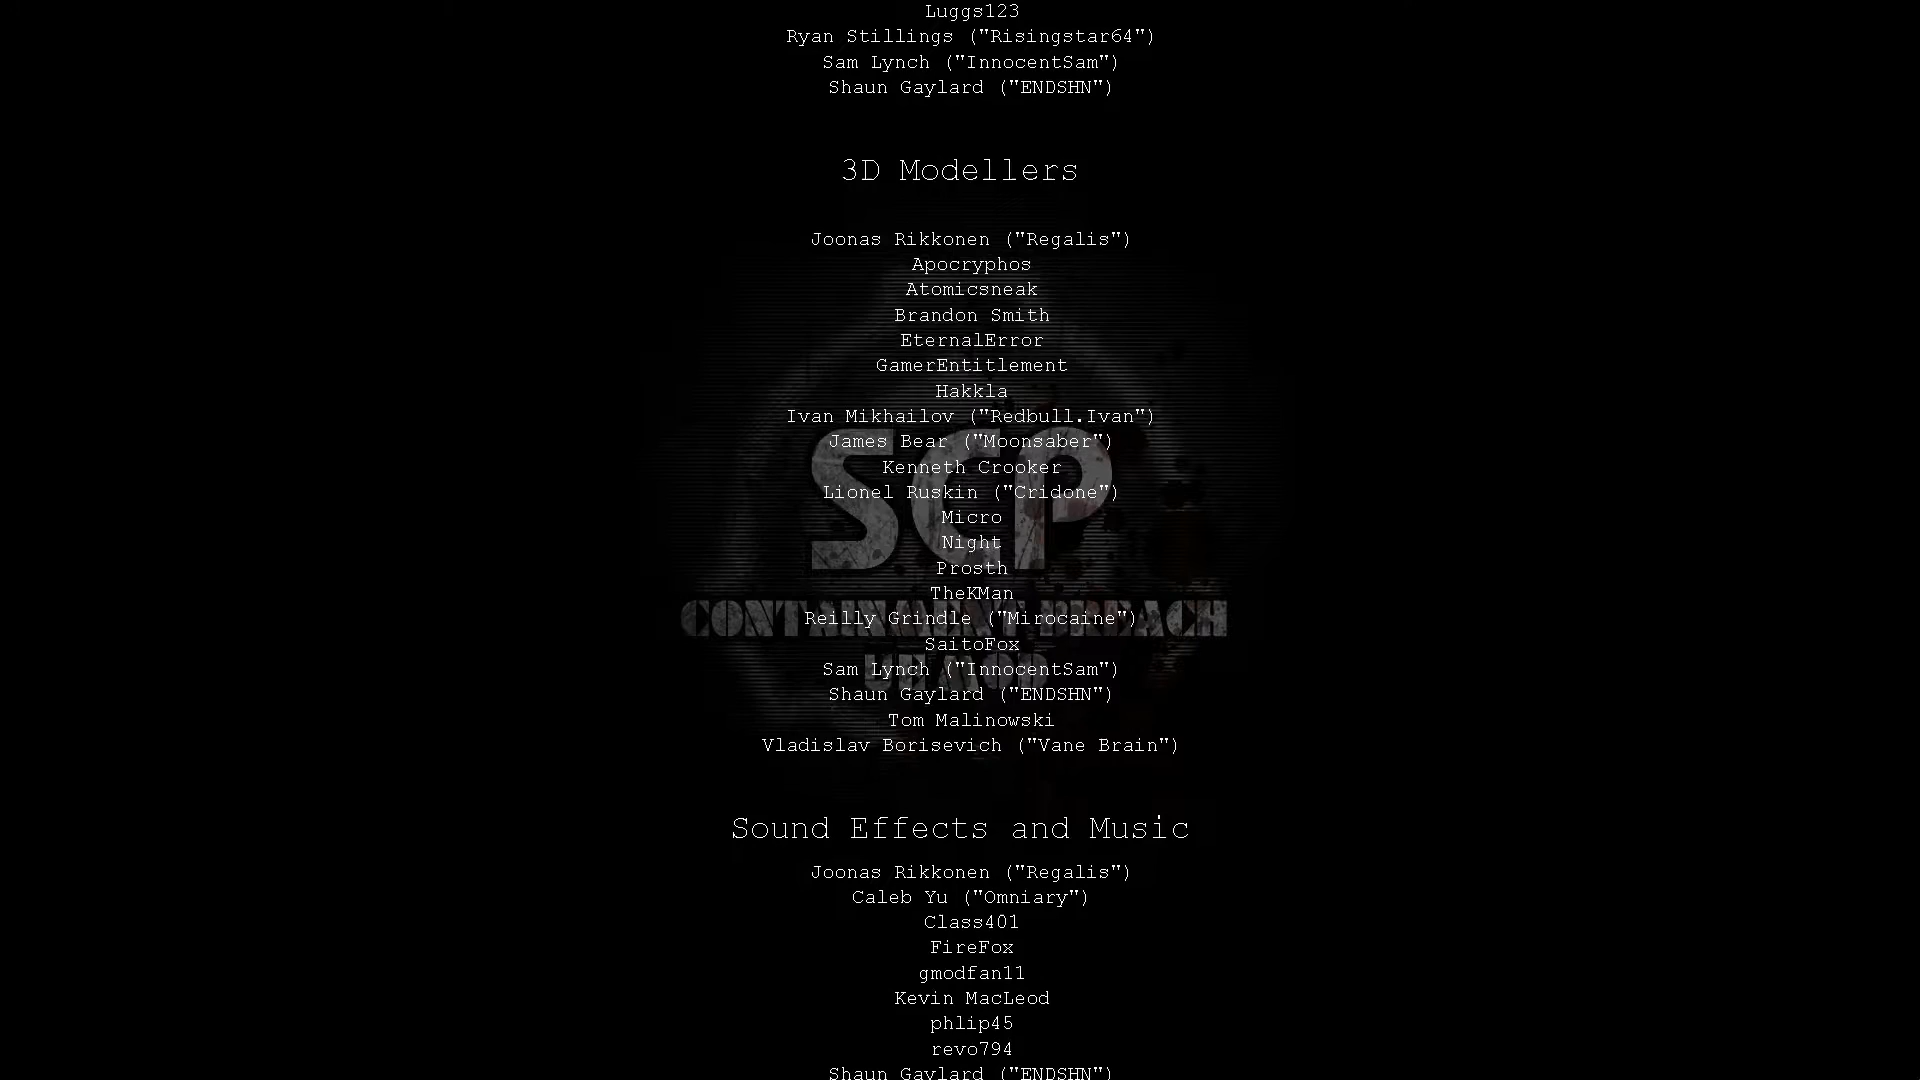 Luggs123
Ryan Stillings ("Risingstar64")
Sam Lynch ("InnocentSam")
Shaun Gaylard ("ENDSHN")
3D Modellers
Joonas Rikkonen ("Regalis")
Apocryphos
Atomicsneak
Brandon Smith
EternalError
GamerEntitlement
Hakkla
Ivan Mikhailov ("Redbull.Ivan")
James Bear ("Moonsaber")
Kenneth Crooker
Lionel Ruskin ("Cridone")
SCP
Micro
Night
Prosth
TheKMan
CONTAINMENT BREACH
Reilly Grindle ("Mirocaine")
SaitoFox
Sam Lynch ("InnocentSam")
Shaun Gaylard ("ENDSHN")
Tom Malinowski
Vladislav Borisevich ("Vane Brain")
Sound Effects and Music
Joonas Rikkonen ("Regalis")
Caleb Yu ("Omniary")
Class401
FireFox
gmodfan11
Kevin MacLeod
phlip45
revo794
Shaun Gaylard ("ENDSHN")